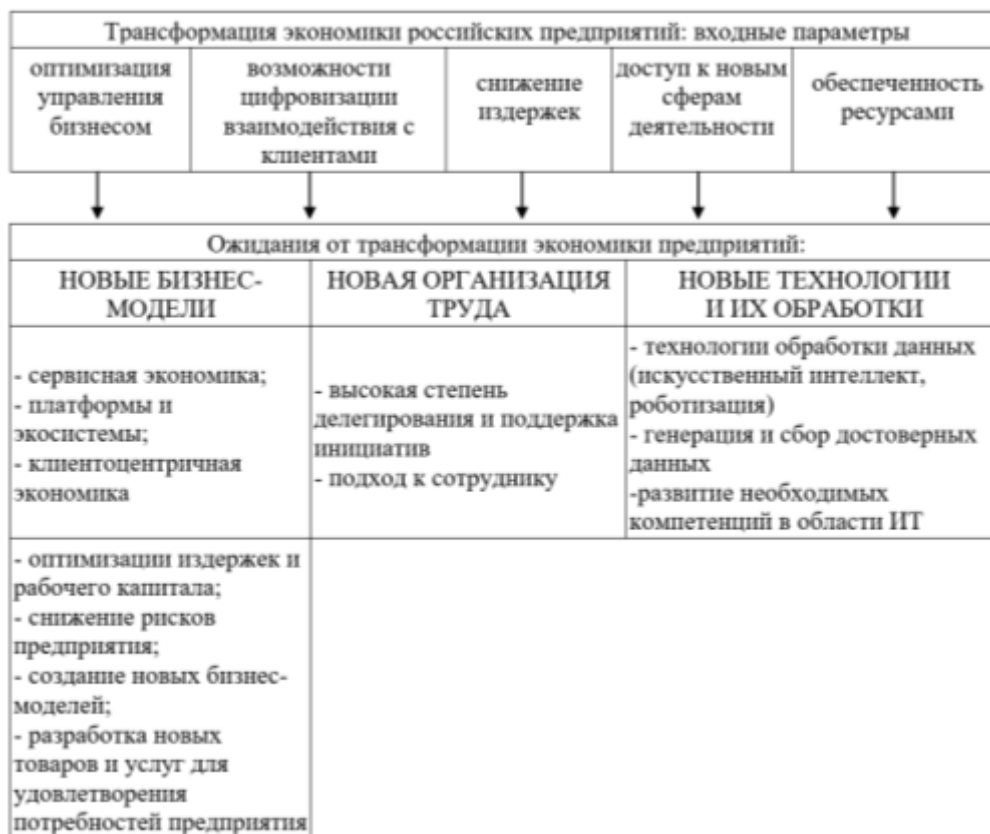 Трансформация экономики российских предприятий: входные параметры
оптимизация
управления
бизнесом
возможности
цифровизации
взаимодействия с
клиентами
снижение
издержек
доступ к новым
сферам
деятельности
обеспеченность
ресурсами
Ожидания от трансформации экономики предприятий:
НОВЫЕ БИЗНЕС-
МОДЕЛИ
НОВАЯ ОРГАНИЗАЦИЯ
ТРУДА
НОВЫЕ ТЕХНОЛОГИИ
И ИХ ОБРАБОТКИ
- сервисная экономика;
- платформы и
экосистемы;
- клиентоцентричная
экономика
- высокая степень
делегирования и поддержка
инициатив
- подход к сотруднику
- технологии обработки данных
(искусственный интеллект,
роботизация)
- генерация и сбор достоверных
данных
-развитие необходимых
компетенций в области ИТ
- оптимизации издержек и
рабочего капитала;
- снижение рисков
предприятия;
- создание новых бизнес-
моделей;
- разработка новых
товаров и услуг для
удовлетворения
потребностей предприятия